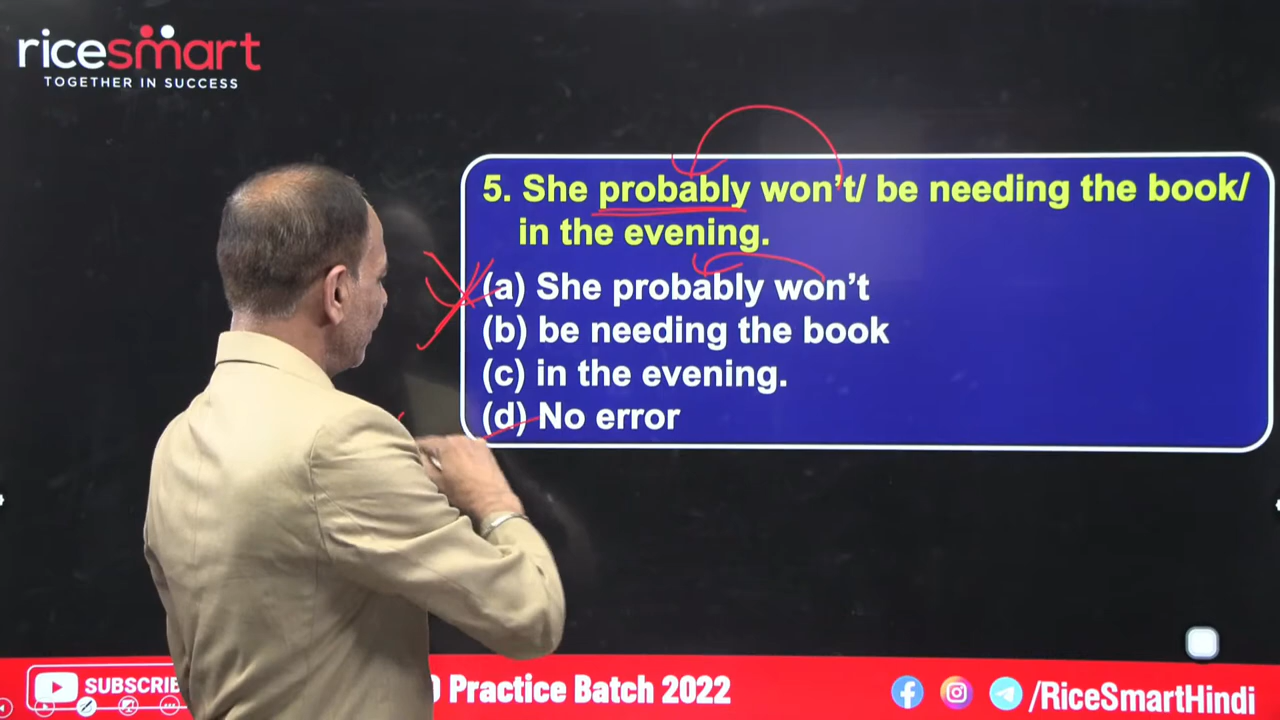 ricesmart
TOGETHER IN SUCCESS
5. She probably won't/ be needing the book/
in the evening.
(a) She probably won't
(b) be needing the book
(c) in the evening.
(d) No error
SUBSCRIBE
Practice Batch 2022
/RiceSmartHindi